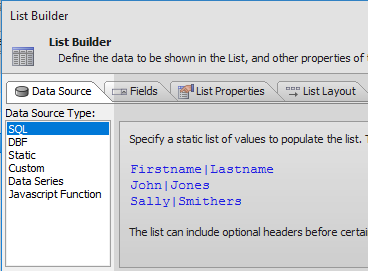 List Builder
List Builder
Define the data to be shown in the List, and other properties of
Data Source Fields List Properties List Layout
Data Source Type:
SQL
DBF
Static
Custom
Data Series
Javascript Function
Specify a static list of values to populate the list.
Firstname|Lastname
John|Jones
Sally|Smithers
The list can include optional headers before certai